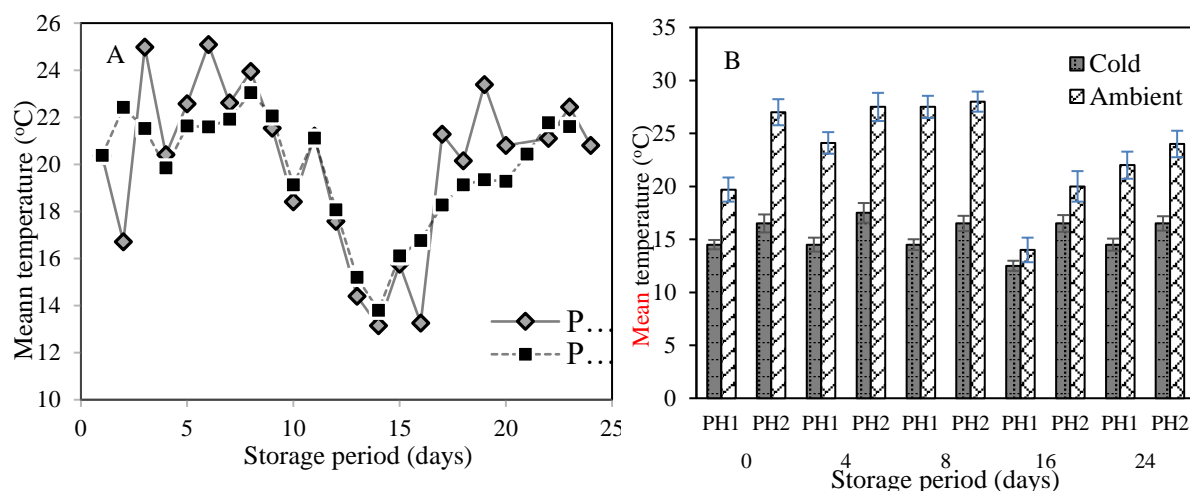 A
Mean temperature (°C)
26
24
22
20
18
16
14
12
10
0
5
10
15
20
25
Storage period (days)
P…
P…
B
Mean temperature (°C)
35
30
25
20
15
10
5
0
Cold
Ambient
PH1 PH2 PH1 PH2 PH1 PH2 PH1 PH2 PH1 PH2
0 4 8 16 24
Storage period (days)